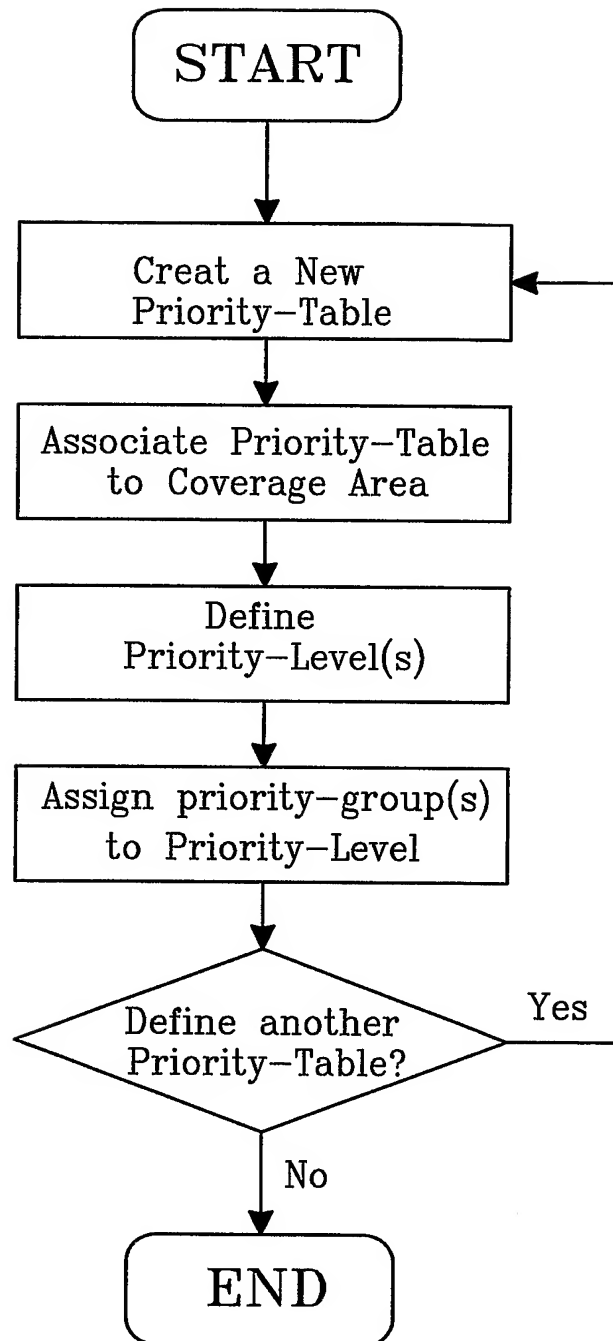 START
Creat a New
Priority-Table
Associate Priority-Table
to Coverage Area
Define
Priority-Level(s)
Assign priority-group(s)
to Priority-Level
Define another
Priority-Table?
Yes
No
END